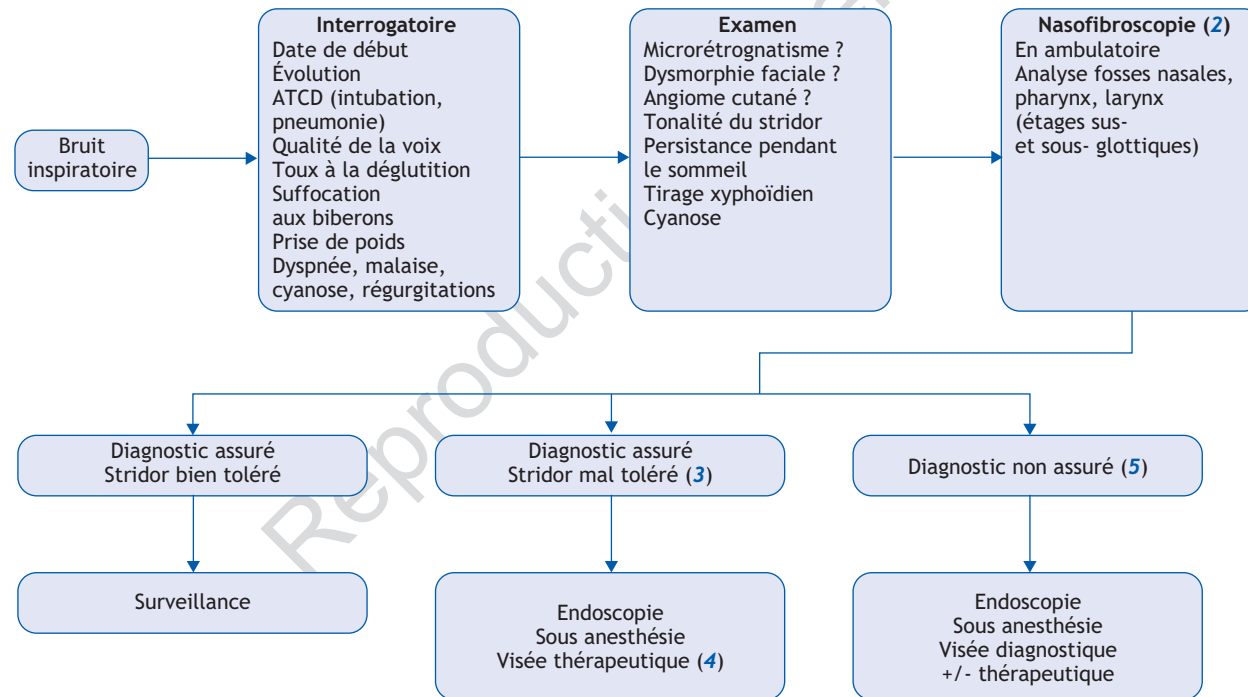 Bruit
inspiratoire
Interrogatoire
Date de début
Évolution
ATCD (intubation,
pneumonie)
Qualité de la voix
Toux à la déglutition
Suffocation
aux biberons
Prise de poids
Dyspnée, malaise,
cyanose, régurgitations
Examen
Microrétrognatisme ?
Dysmorphie faciale ?
Angiome cutané ?
Tonalité du stridor
Persistance pendant
le sommeil
Tirage xyphoïdien
Cyanose
Nasofibroscopie (2)
En ambulatoire
Analyse fosses nasales,
pharynx, larynx
(étages sus-
et sous- glottiques)
Diagnostic assuré
Stridor bien toléré
Diagnostic assuré
Stridor mal toléré (3)
Diagnostic non assuré (5)
Surveillance
Endoscopie
Sous anesthésie
Visée thérapeutique (4)
Endoscopie
Sous anesthésie
Visée diagnostique
+/- thérapeutique
Reproducti